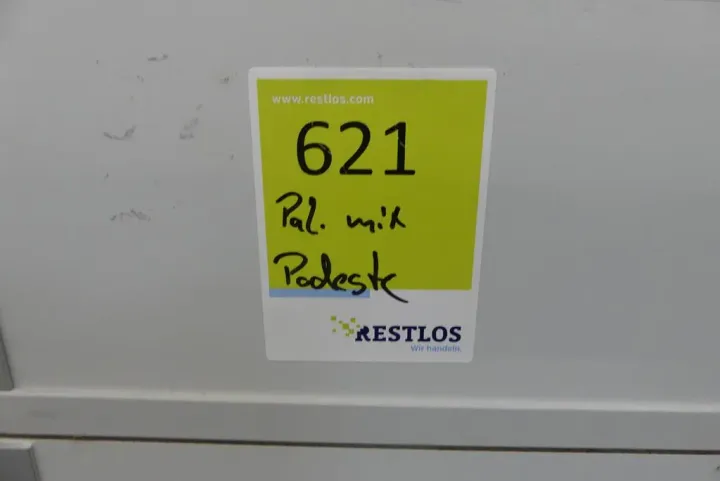 www.restlos.com
621
Pal. mit
Podeste
RESTLOS
Wir handeln.